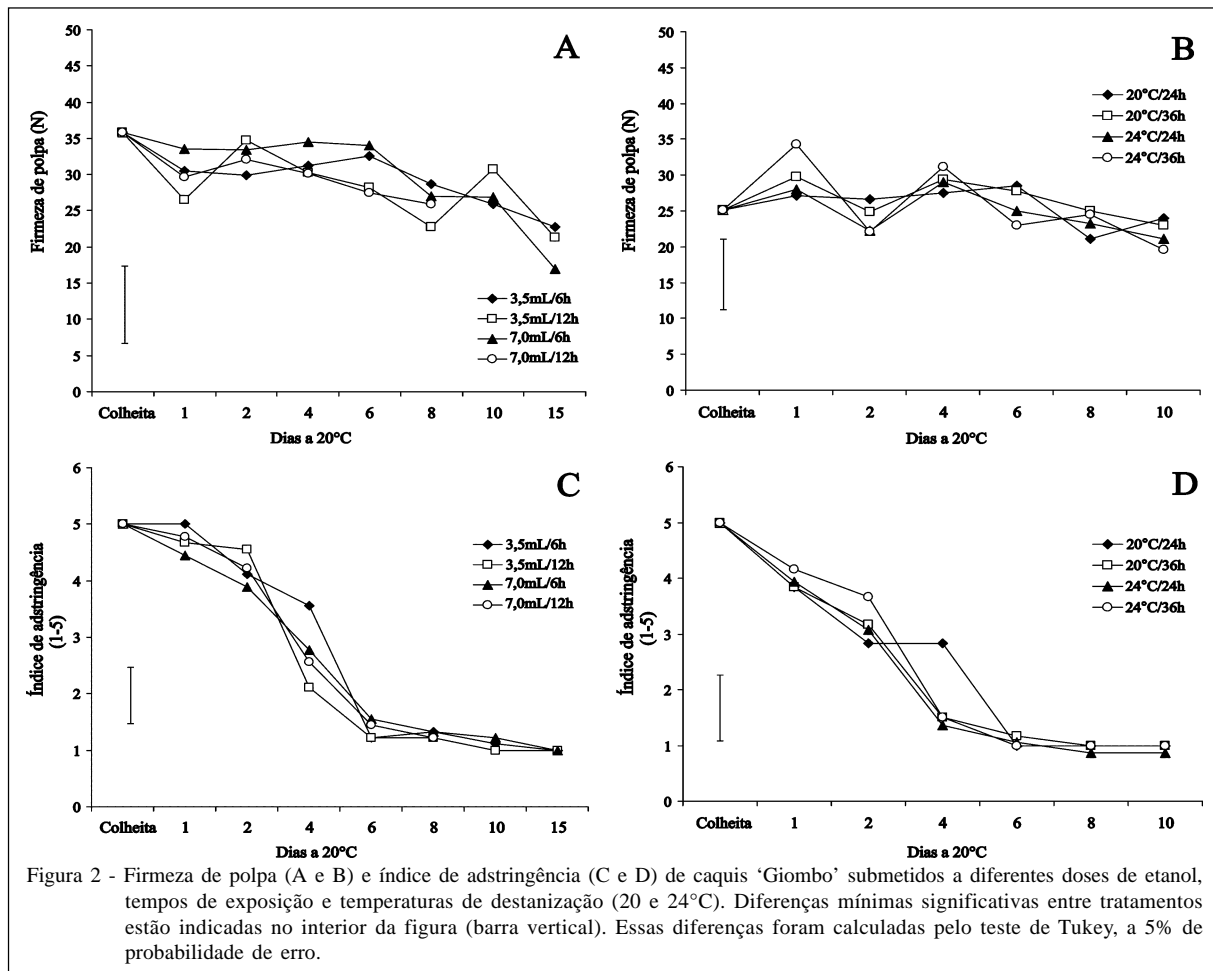 A
50
45
40
35
30
25
20
15
10
5
0
Firmeza de polpa (N)
3,5mL/6h
3,5mL/12h
7,0mL/6h
7,0mL/12h
Colheita 1 2 4 6 8 10 15
Dias a 20°C
B
50
45
40
35
30
25
20
15
10
5
0
Firmeza de polpa (N)
20°C/24h
20°C/36h
24°C/24h
24°C/36h
Colheita 1 2 4 6 8 10
Dias a 20°C
C
6
5
4
3
2
1
0
Índice de adstringência
(1-5)
3,5mL/6h
3,5mL/12h
7,0mL/6h
7,0mL/12h
Colheita 1 2 4 6 8 10 15
Dias a 20°C
D
6
5
4
3
2
1
0
Índice de adstringência
(1-5)
20°C/24h
20°C/36h
24°C/24h
24°C/36h
Colheita 1 2 4 6 8 10
Dias a 20°C
Figura 2 - Firmeza de polpa (A e B) e índice de adstringência (C e D) de caquis ‘Giombo’ submetidos a diferentes doses de etanol,
tempos de exposição e temperaturas de destanização (20 e 24°C). Diferenças mínimas significativas entre tratamentos
estão indicadas no interior da figura (barra vertical). Essas diferenças foram calculadas pelo teste de Tukey, a 5% de
probabilidade de erro.